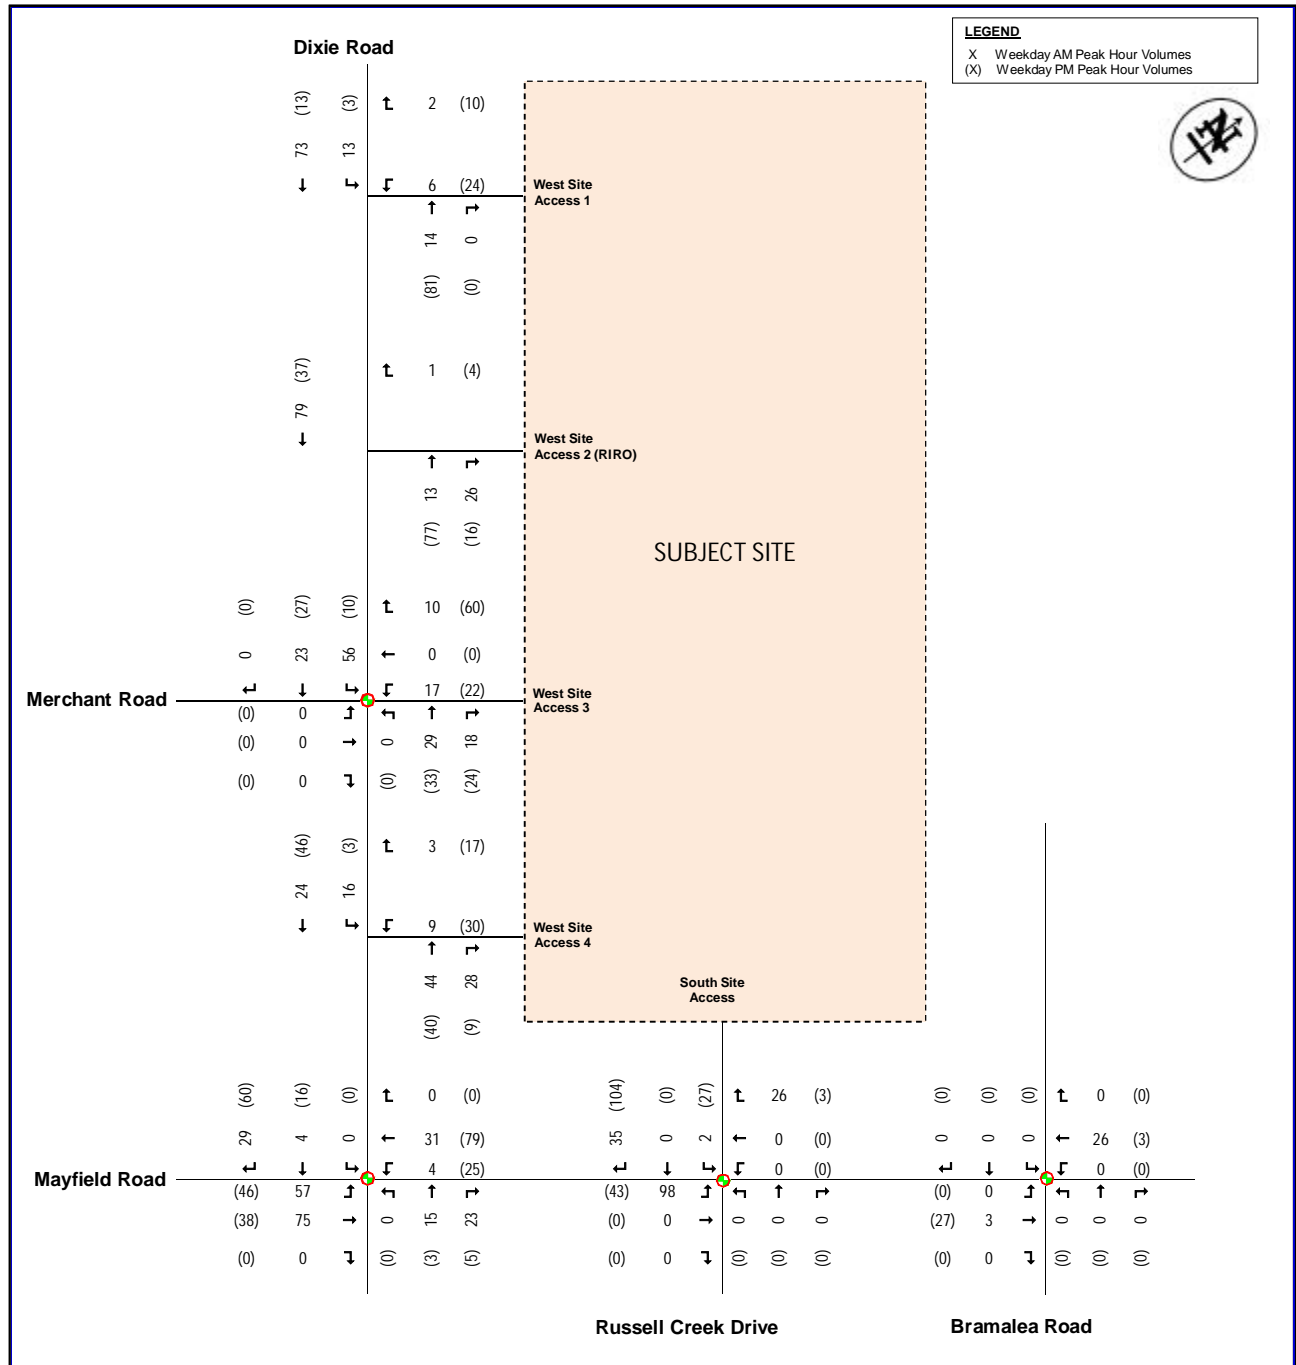 LEGEND
X Weekday AM Peak Hour Volumes
(X) Weekday PM Peak Hour Volumes
Dixie Road
(13) (3) 2 (10)
73 13
6 (24)
West Site
Access 1
14 0
(81) (0)
(37) 1 (4)
79
West Site
Access 2 (RIRO)
13 26
(77) (16)
SUBJECT SITE
(0) (27) (10) 10 (60)
0 23 56 0 (0)
17 (22)
West Site
Access 3
Merchant Road
(0) 0
(0) 0 0 29 18
(0) 0 (0) (33) (24)
(46) (3) 3 (17)
24 16
9 (30)
West Site
Access 4
44 28
(40) (9)
South Site
Access
(60) (16) (0) 0 (0) (104) (0) (27) 26 (3) (0) (0) (0) 0 (0)
29 4 0 31 (79) 35 0 2 0 (0) 0 0 0 26 (3)
4 (25) 0 (0) 0 (0)
Mayfield Road
(46) 57 (43) 98 (0) 0
(38) 75 0 15 23 (0) 0 0 0 0 (27) 3 0 0 0
(0) 0 (0) (3) (5) (0) 0 (0) (0) (0) (0) 0 (0) (0) (0)
Russell Creek Drive
Bramalea Road